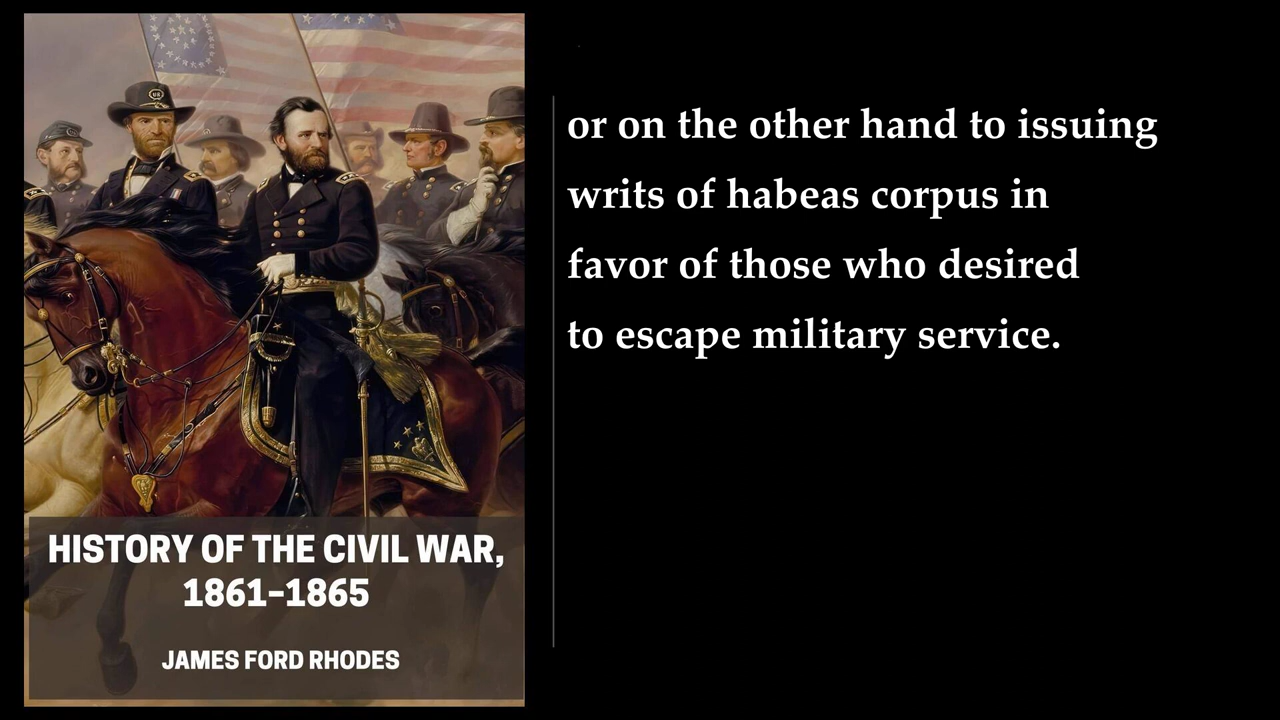 or on the other hand to issuing
writs of habeas corpus in
favor of those who desired
to escape military service.
HISTORY OF THE CIVIL WAR,
1861–1865
JAMES FORD RHODES